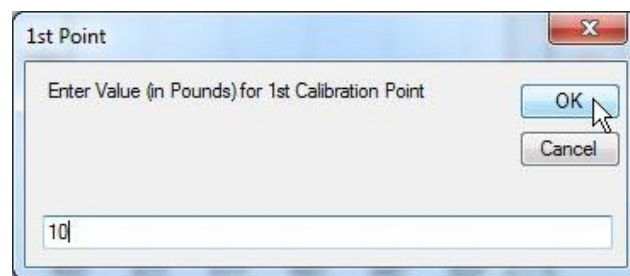 1st Point
Enter Value (in Pounds) for 1st Calibration Point
OK
Cancel
10